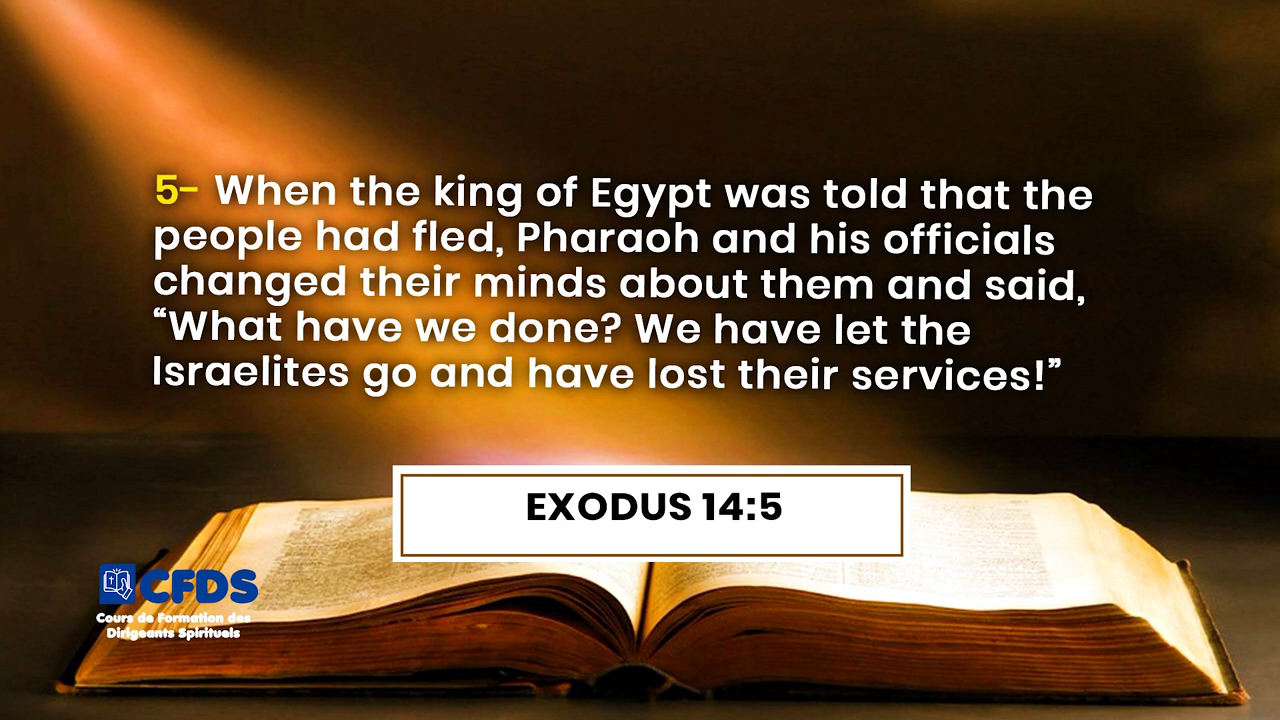 5- When the king of Egypt was told that the
people had fled, Pharaoh and his officials
changed their minds about them and said,
“What have we done? We have let the
Israelites go and have lost their services!”
EXODUS 14:5
CFDS
Cours de Formation des
Dirigeants Spirituels